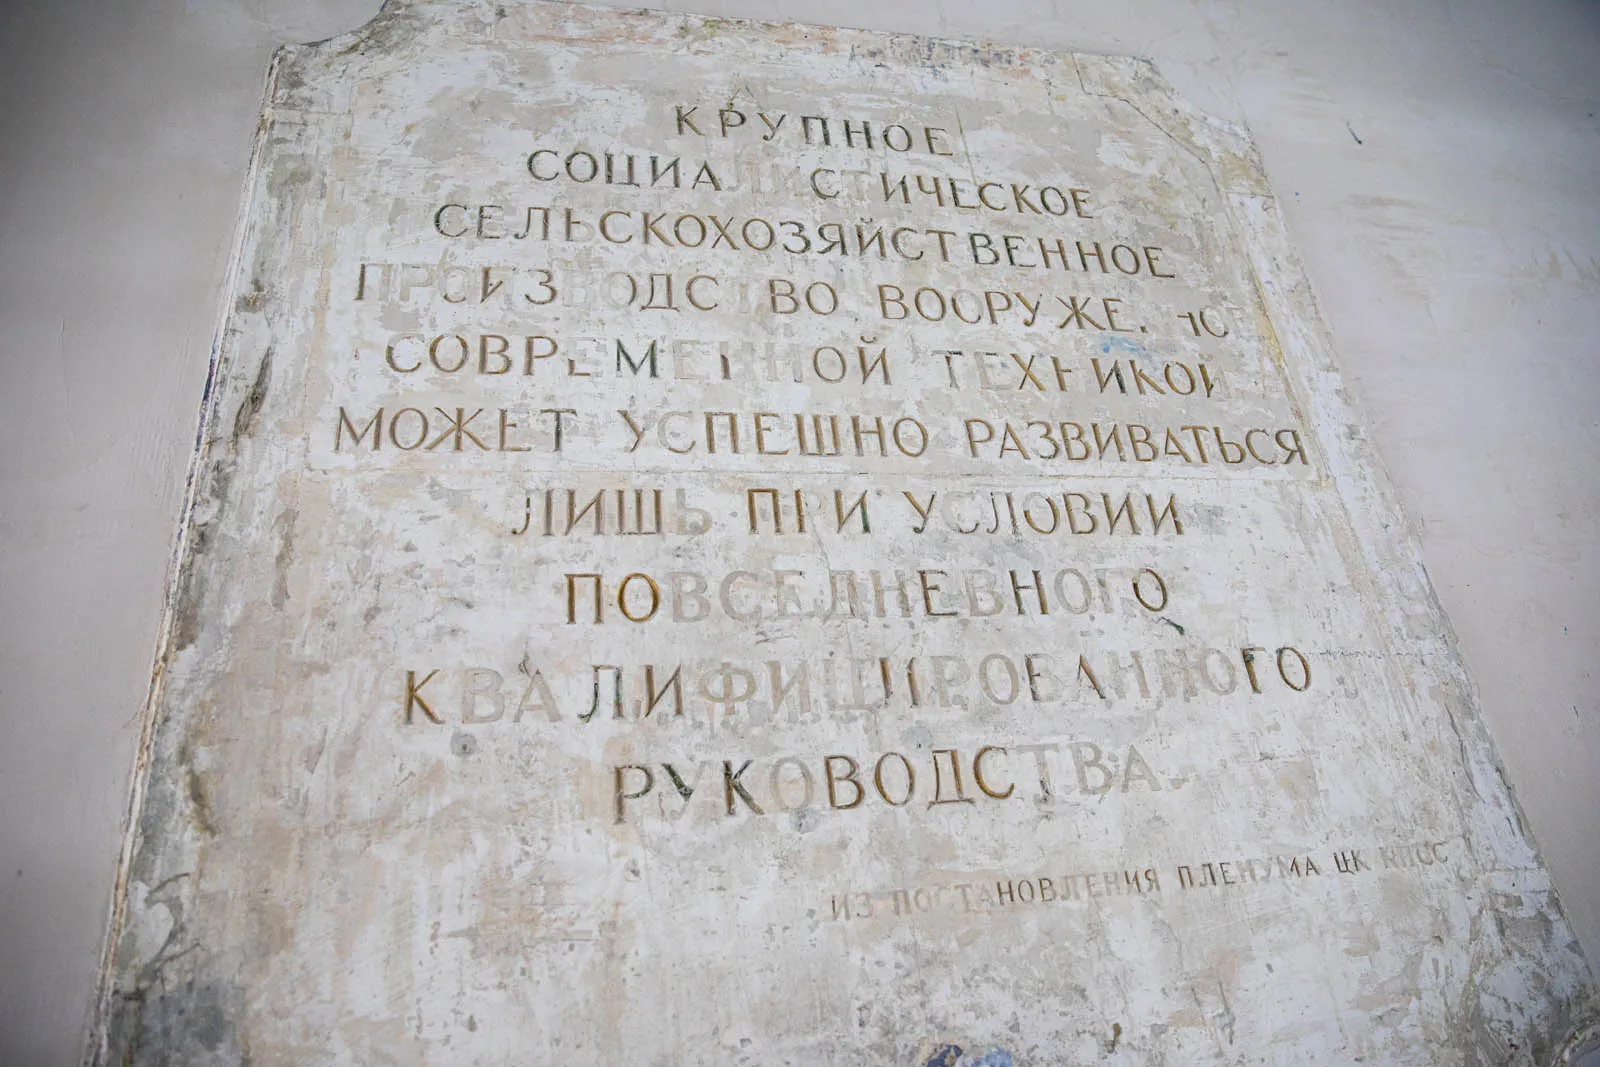 КРУПНОЕ
СОЦИАЛИСТИЧЕСКОЕ
СЕЛЬСКОХОЗЯЙСТВЕННОЕ
ПРОИЗВОДСТВО ВООРУЖЕННОЕ
СОВРЕМЕННОЙ ТЕХНИКОЙ
МОЖЕТ УСПЕШНО РАЗВИВАТЬСЯ
ЛИШЬ ПРИ УСЛОВИИ
ПОВСЕДНЕВНОГО
КВАЛИФИЦИРОВАННОГО
РУКОВОДСТВА.
ИЗ ПОСТАНОВЛЕНИЯ ПЛЕНУМА ЦК КПСС